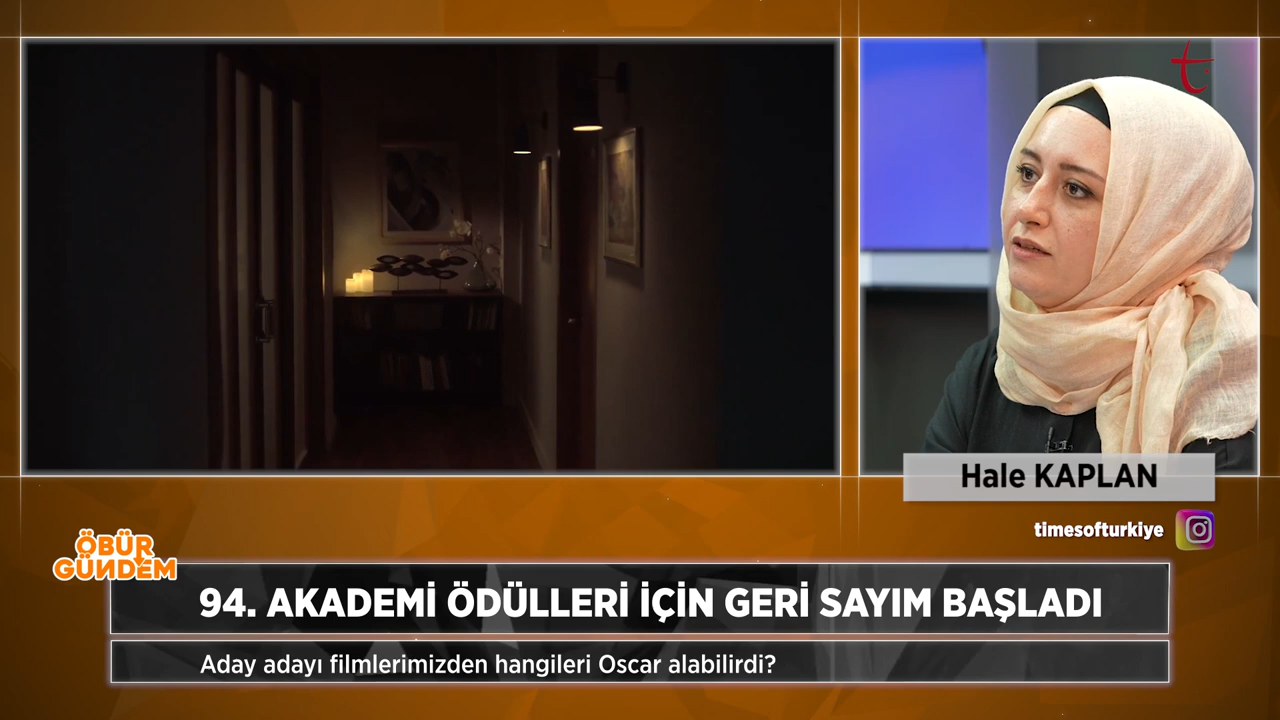 t
Hale KAPLAN
timesofturkiye
ÖBÜR
GÜNDEM
94. AKADEMİ ÖDÜLLERİ İÇİN GERİ SAYIM BAŞLADI
Aday adayı filmlerimizden hangileri Oscar alabilirdi?